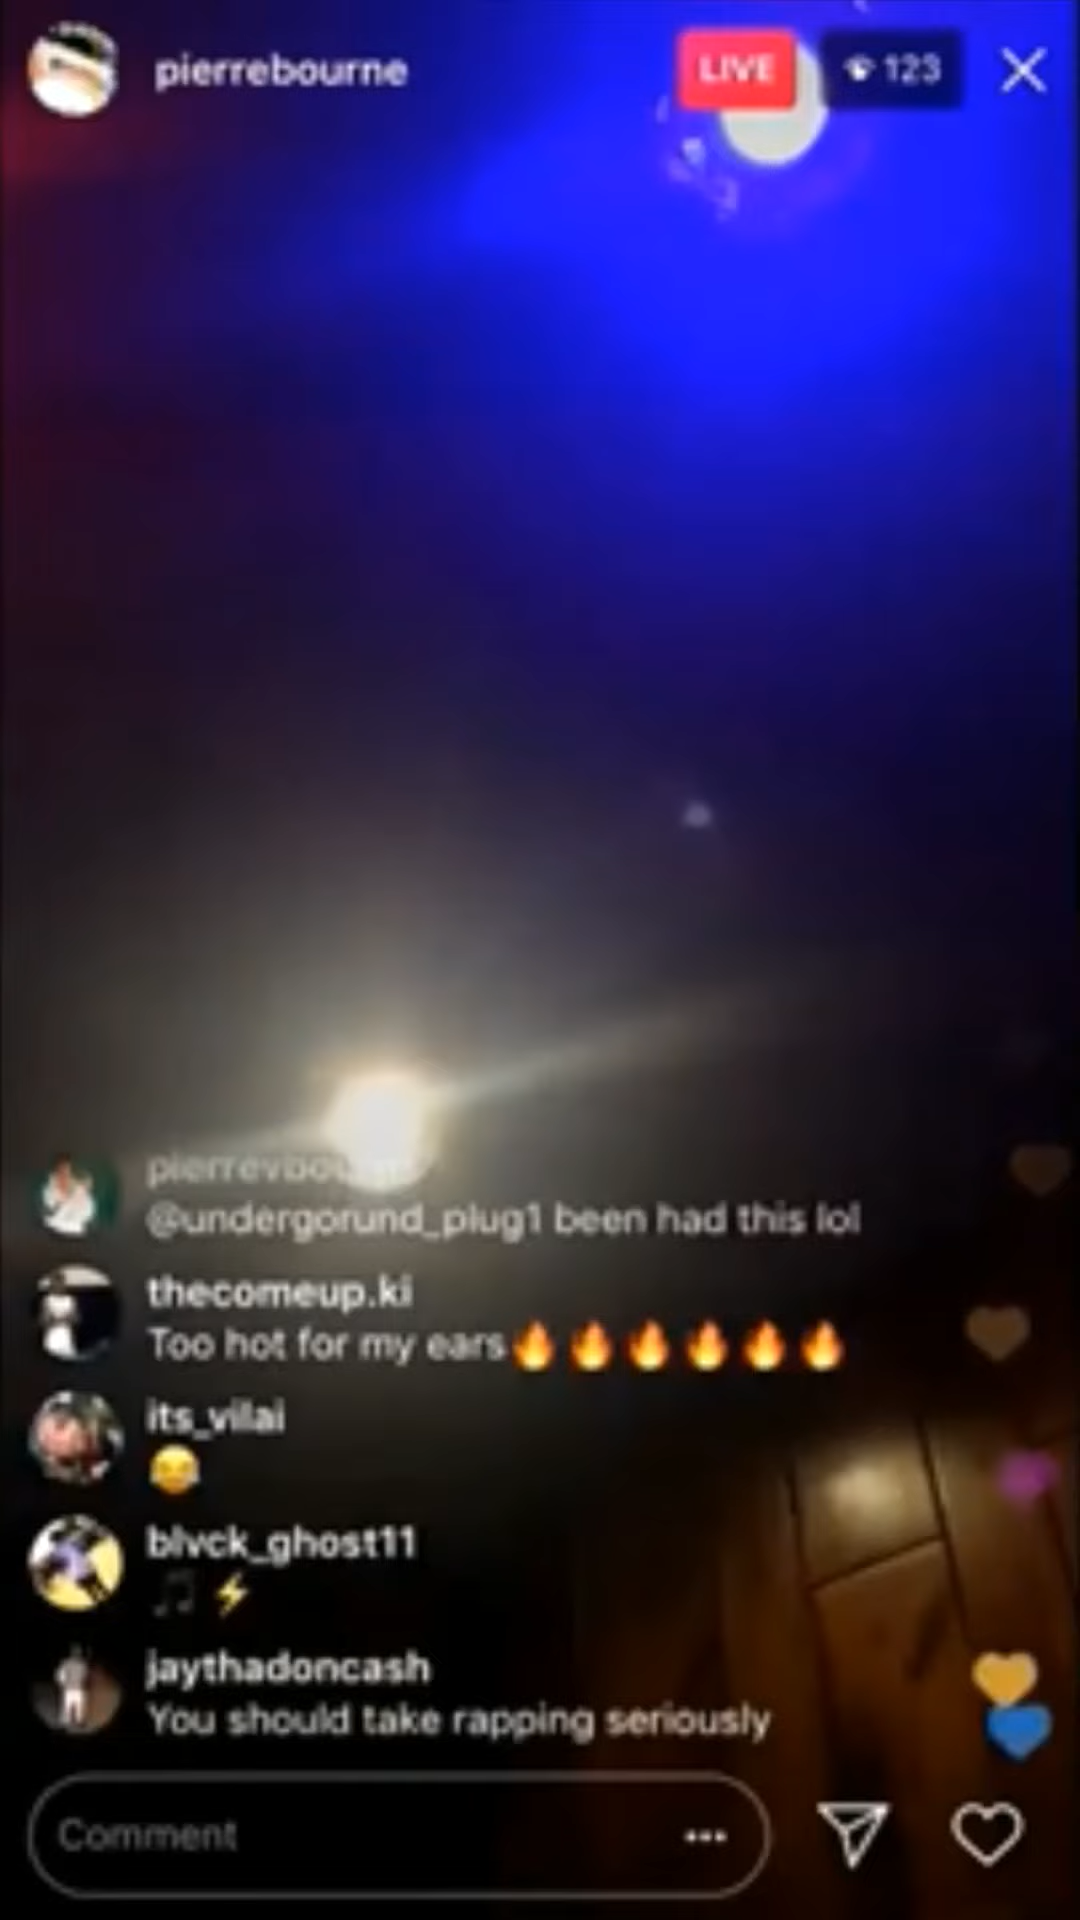 pierrebourne
LIVE 123
@undergorund_plug1 been had this lol
thecomeup.ki
Too hot for my ears🔥🔥🔥🔥🔥🔥
its_vilai
😂
blvck_ghost11
🎵⚡
jaythadoncash
You should take rapping seriously
Comment